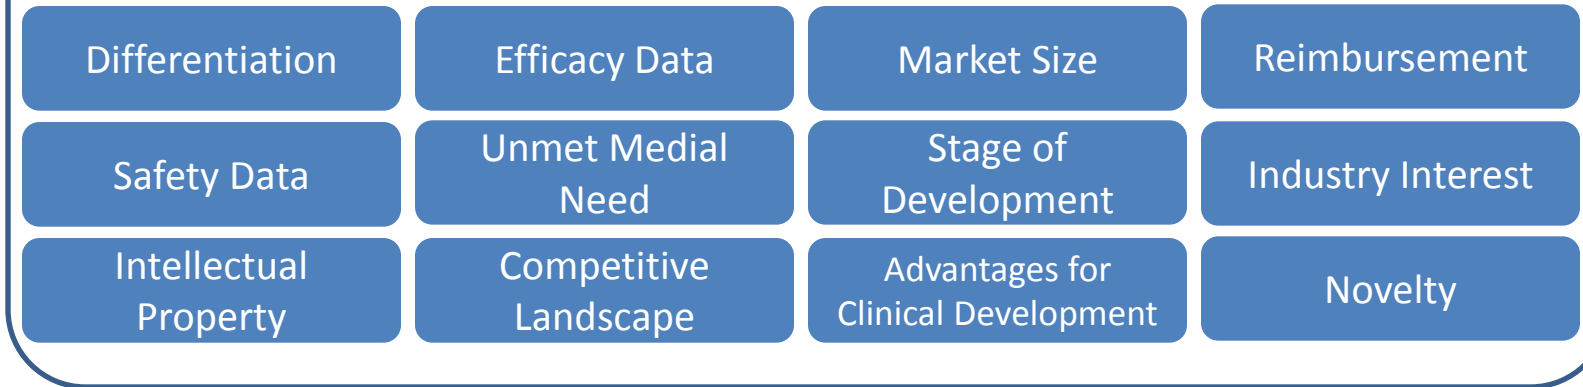 Differentiation
Efficacy Data
Market Size
Reimbursement
Safety Data
Unmet Medial
Need
Stage of
Development
Industry Interest
Intellectual
Property
Competitive
Landscape
Advantages for
Clinical Development
Novelty